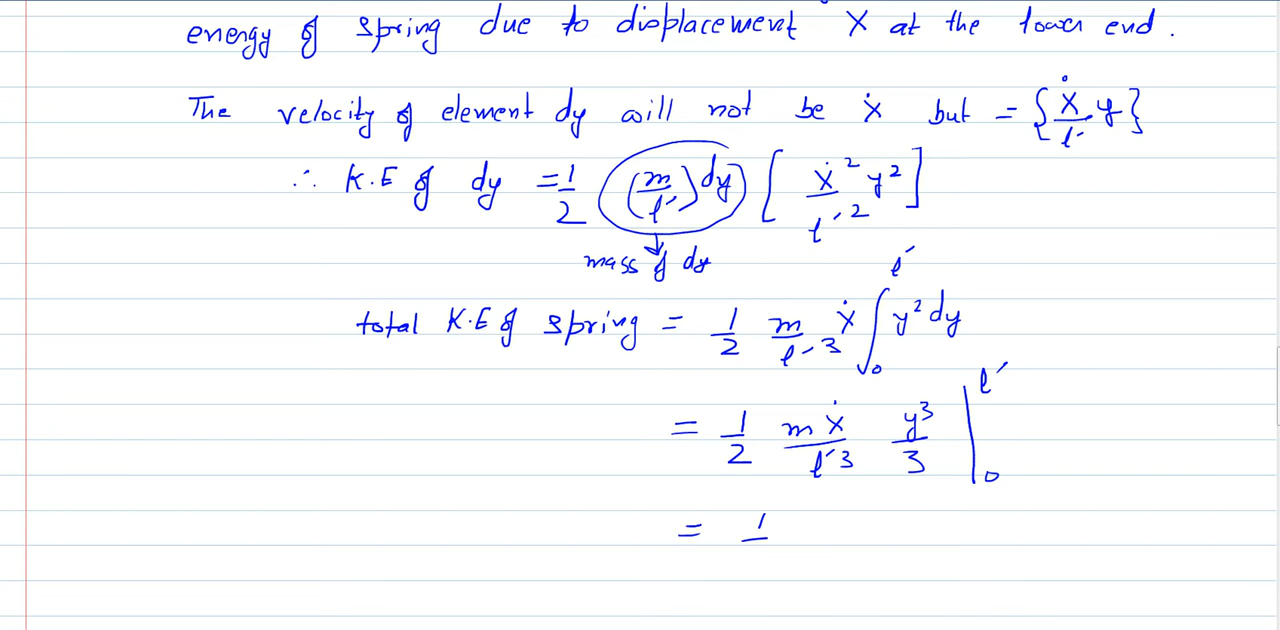 energy of spring due to displacement X at the lower end.
The velocity of element dy will not be ẋ but = {ẋ/l′ y}
∴ K.E of dy = 1/2 (m/l′) dy [ẋ² y² / l′²]
mass of dy
total K.E of spring = 1/2 m/l′³ ẋ ∫₀^l′ y² dy
= 1/2 mẋ/l′³ y³/3 |₀^l′
= 1